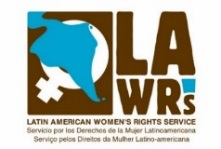 LA
WRs
LATIN AMERICAN WOMEN'S RIGHTS SERVICE
Servicio por los Derechos de la Mujer Latinoamericana
Serviço pelos Direitos da Mulher Latino-americana